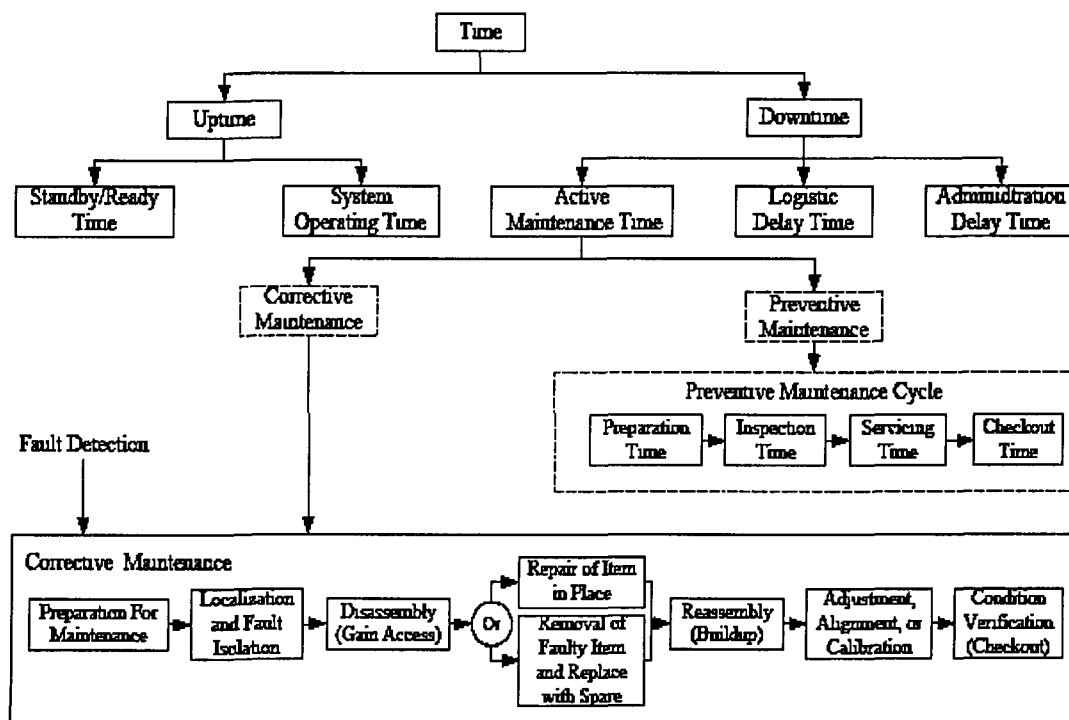 Time
Uptime
Downtime
Standby/Ready
Time
System
Operating Time
Active
Maintenance Time
Logistic
Delay Time
Adminidtration
Delay Time
Corrective
Maintenance
Preventive
Maintenance
Preventive Maintenance Cycle
Preparation
Time
Inspection
Time
Servicing
Time
Checkout
Time
Fault Detection
Corrective Maintenance
Preparation For
Maintenance
Localization
and Fault
Isolation
Disassembly
(Gain Access)
Or
Repair of Item
in Place
Removal of
Faulty Item
and Replace
with Spare
Reassembly
(Buildup)
Adjustment,
Alignment, or
Calibration
Condition
Verification
(Checkout)